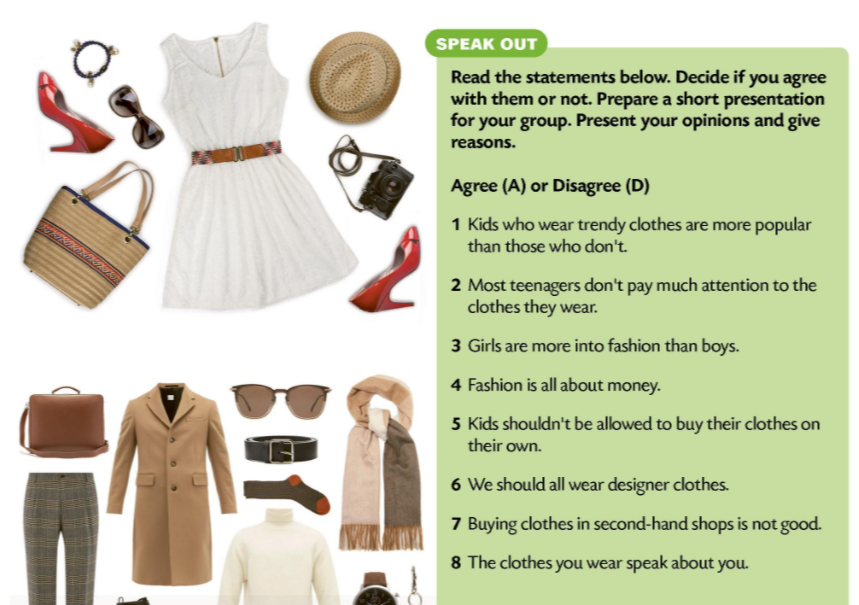 SPEAK OUT
Read the statements below. Decide if you agree
with them or not. Prepare a short presentation
for your group. Present your opinions and give
reasons.
Agree (A) or Disagree (D)
1 Kids who wear trendy clothes are more popular
than those who don't.
2 Most teenagers don't pay much attention to the
clothes they wear.
3 Girls are more into fashion than boys.
4 Fashion is all about money.
5 Kids shouldn't be allowed to buy their clothes on
their own.
6 We should all wear designer clothes.
7 Buying clothes in second-hand shops is not good.
8 The clothes you wear speak about you.